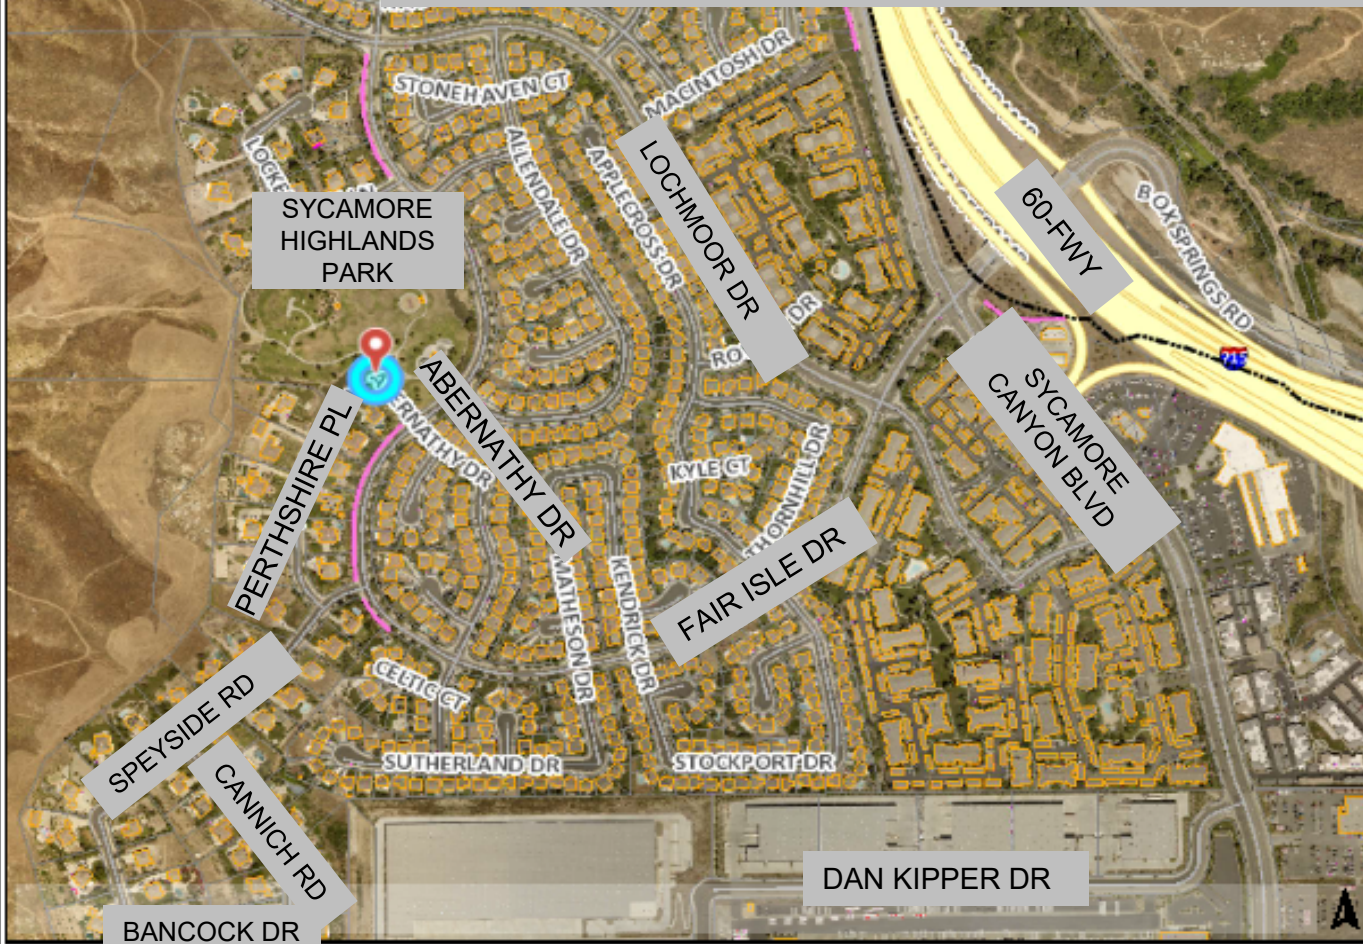 STONEHAVEN CT
MACINTOSH DR
ALLENDALE DR
APPLECROSS DR
LOCHMOOR DR
SYCAMORE
HIGHLANDS
PARK
60-FWY
BOX SPRINGS RD
215
DR
ABERNATHY DR
PERTHSHIRE PL
SYCAMORE
CANYON BLVD
KYLE CT
THORNHILL DR
FAIR ISLE DR
MATHESON DR
KENDRICK DR
CELTIC CT
SPEYSIDE RD
SUTHERLAND DR
STOCKPORT DR
CANNICH RD
DAN KIPPER DR
BANCOCK DR